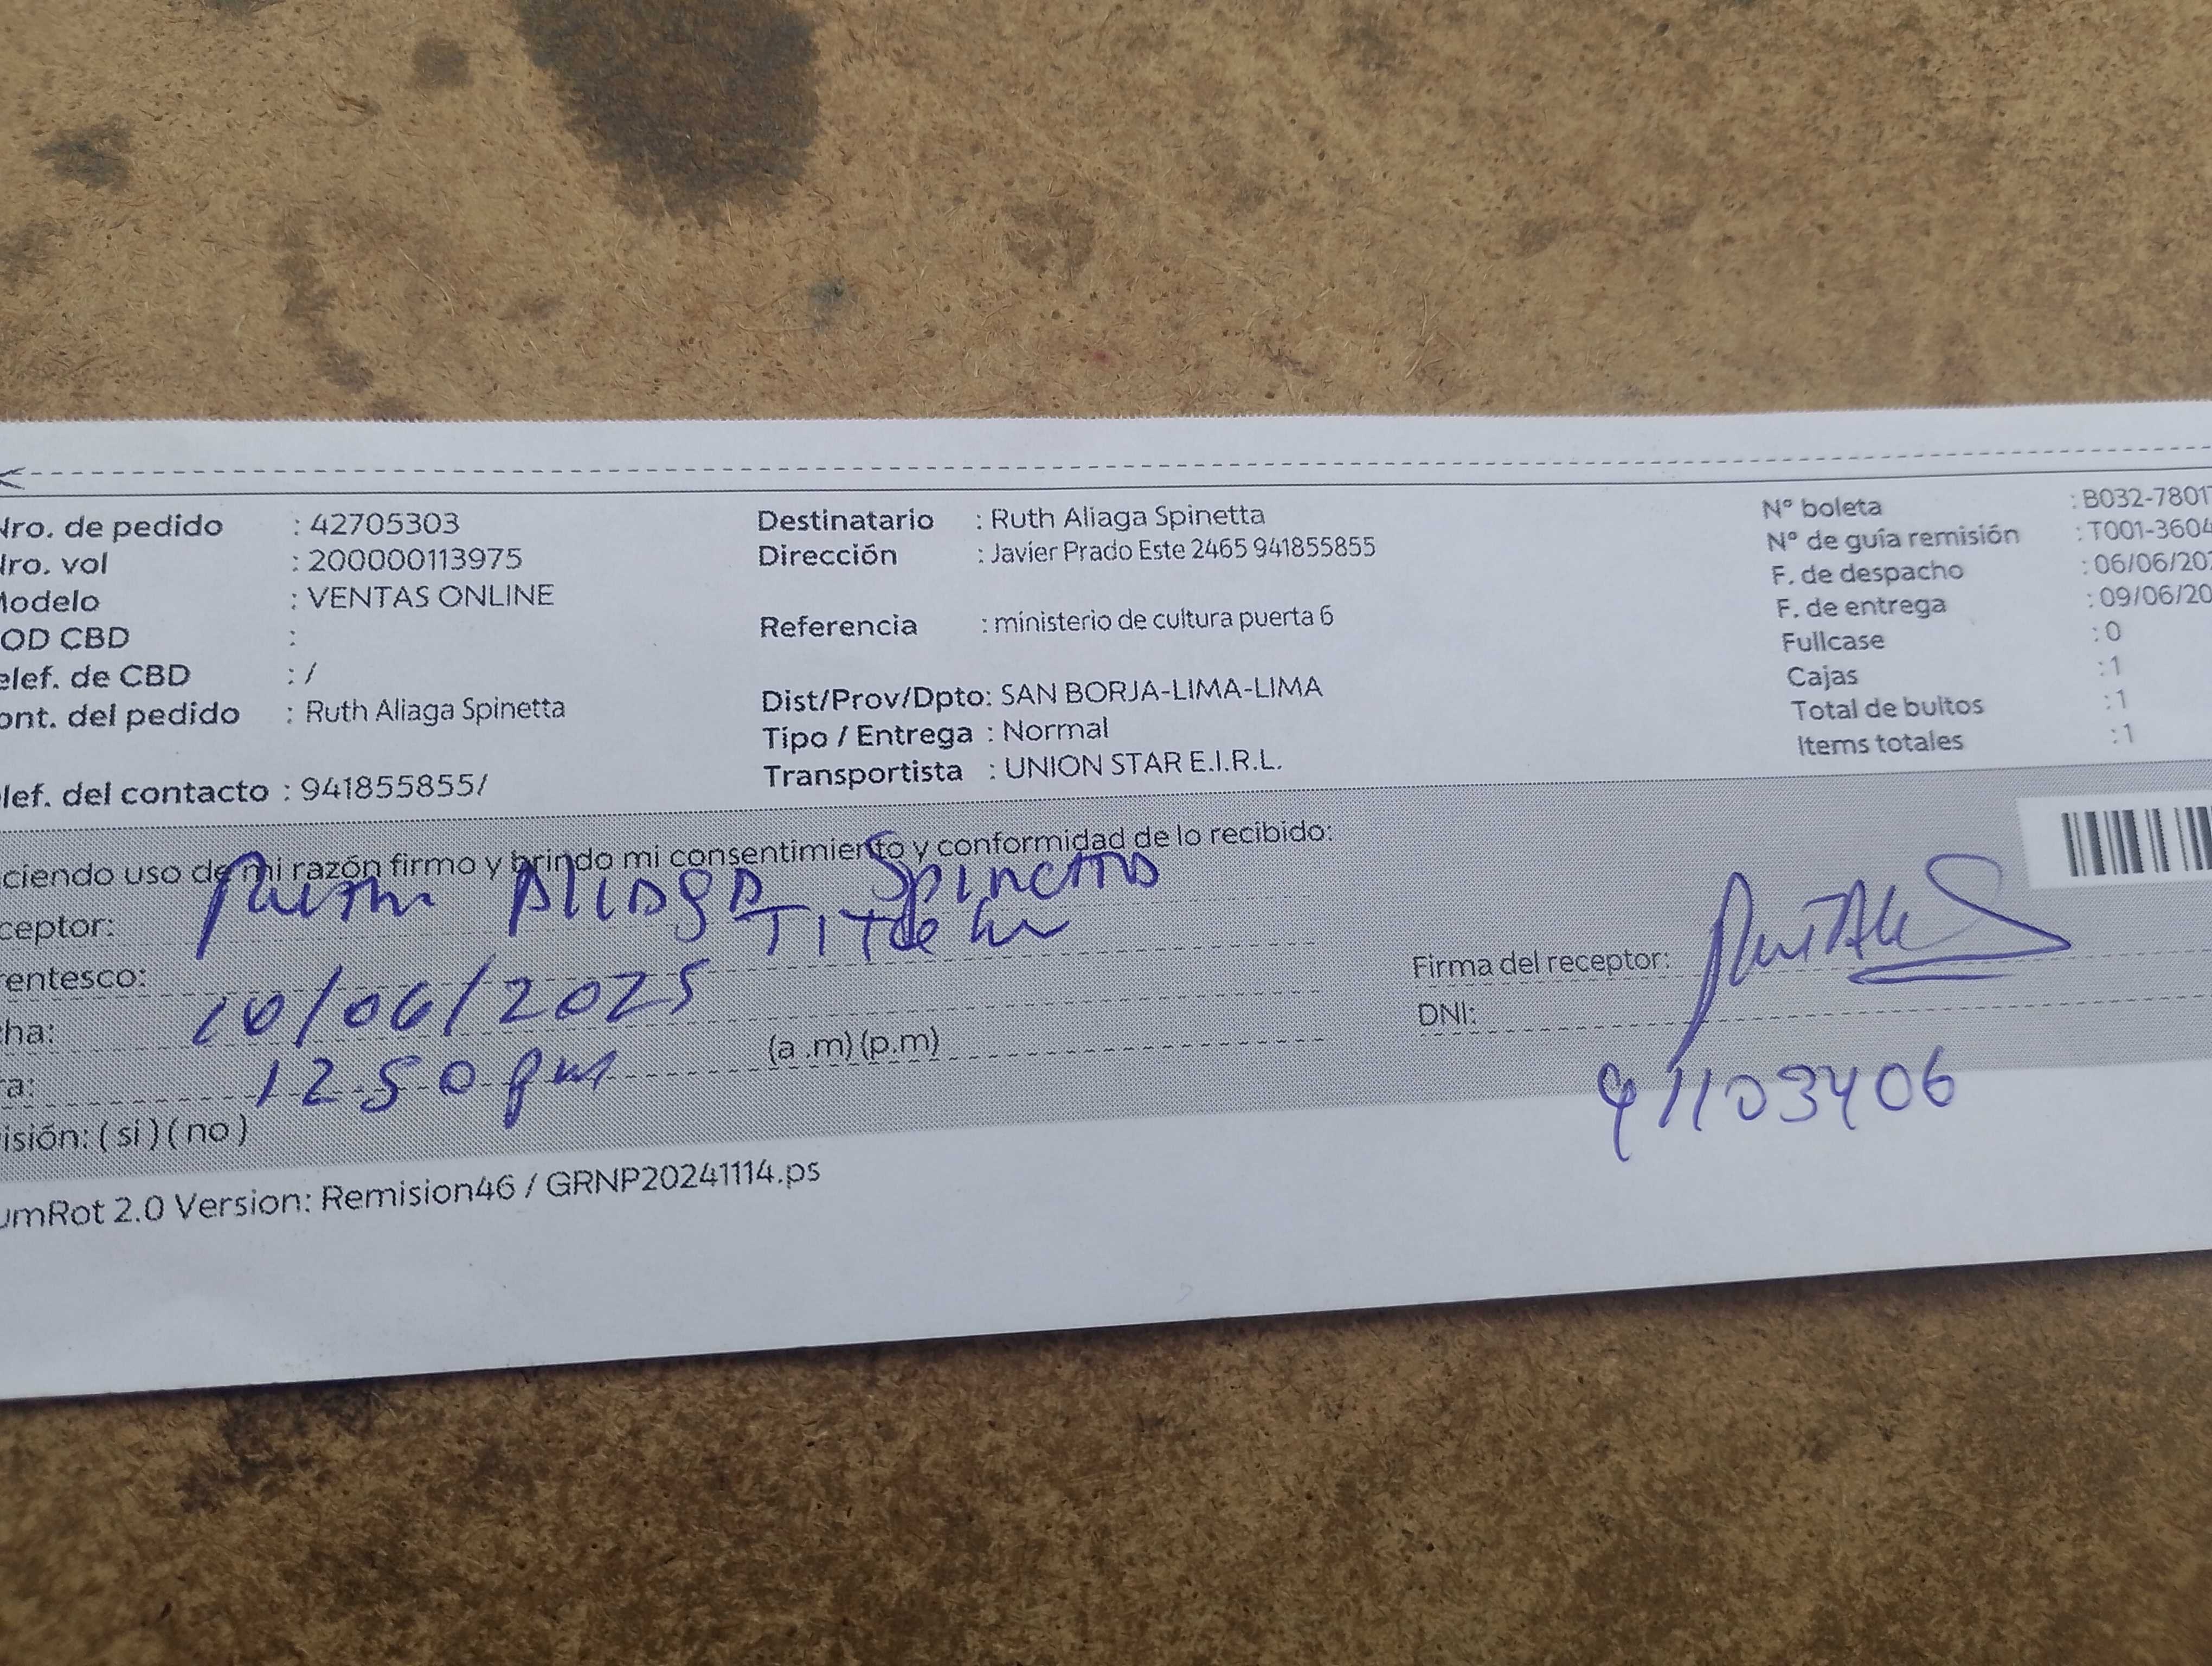 Nro. de pedido : 42705303
Nro. vol : 200000113975
Modelo : VENTAS ONLINE
OD CBD :
elef. de CBD : /
ont. del pedido : Ruth Aliaga Spinetta
lef. del contacto : 941855855/
Destinatario : Ruth Aliaga Spinetta
Dirección : Javier Prado Este 2465 941855855
Referencia : ministerio de cultura puerta 6
Dist/Prov/Dpto: SAN BORJA-LIMA-LIMA
Tipo / Entrega : Normal
Transportista : UNION STAR E.I.R.L.
N° boleta : B032-7801
N° de guía remisión : T001-3604
F. de despacho : 06/06/20
F. de entrega : 09/06/20
Fullcase : 0
Cajas : 1
Total de bultos : 1
Items totales : 1
ciendo uso de mi razón firmo y brindo mi consentimiento y conformidad de lo recibido:
ceptor: Ruth Aliaga Spinetta
rentesco: Titular
cha: 10/06/2025
ra: 12 50 pm (a .m) (p.m)
isión: ( si ) ( no )
Firma del receptor:
DNI:
41103406
umRot 2.0 Version: Remision46 / GRNP20241114.ps